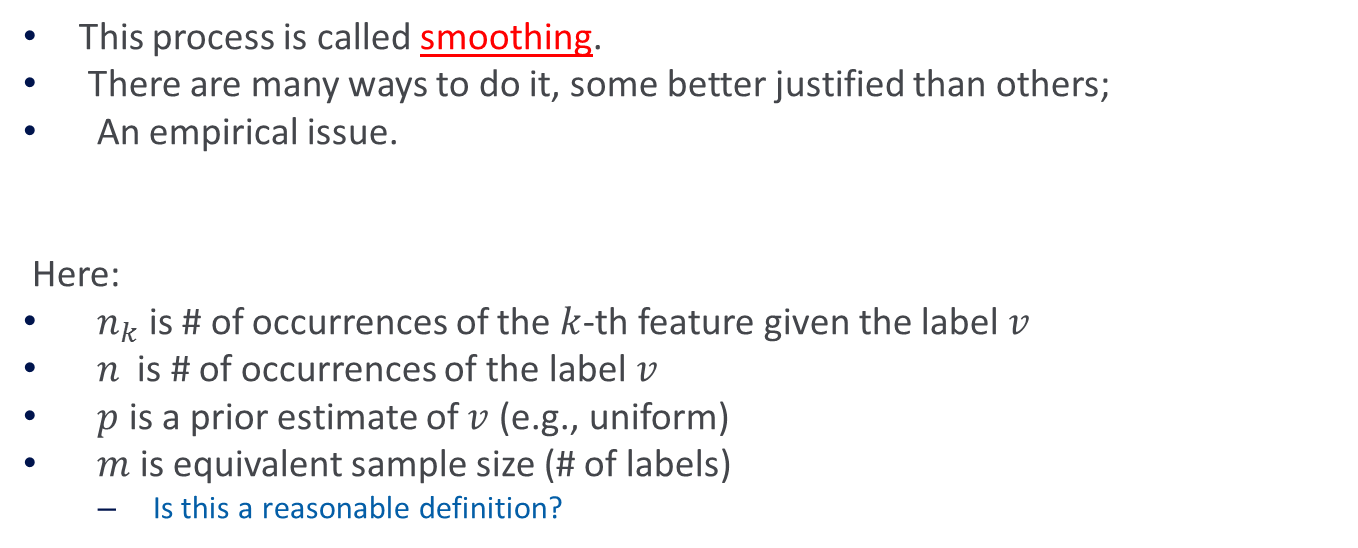 • This process is called smoothing.
• There are many ways to do it, some better justified than others;
• An empirical issue.
Here:
• n_k is # of occurrences of the k-th feature given the label v
• n is # of occurrences of the label v
• p is a prior estimate of v (e.g., uniform)
• m is equivalent sample size (# of labels)
– Is this a reasonable definition?